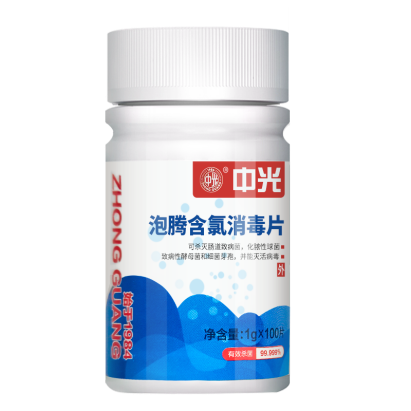 中光
泡腾含氯消毒片
可杀灭肠道致病菌，化脓性球菌
致病性酵母菌和细菌芽孢，并能灭活病毒
外
净含量：1g×100片
有效杀菌 99.999%
ZHONG GUANG
始于1984